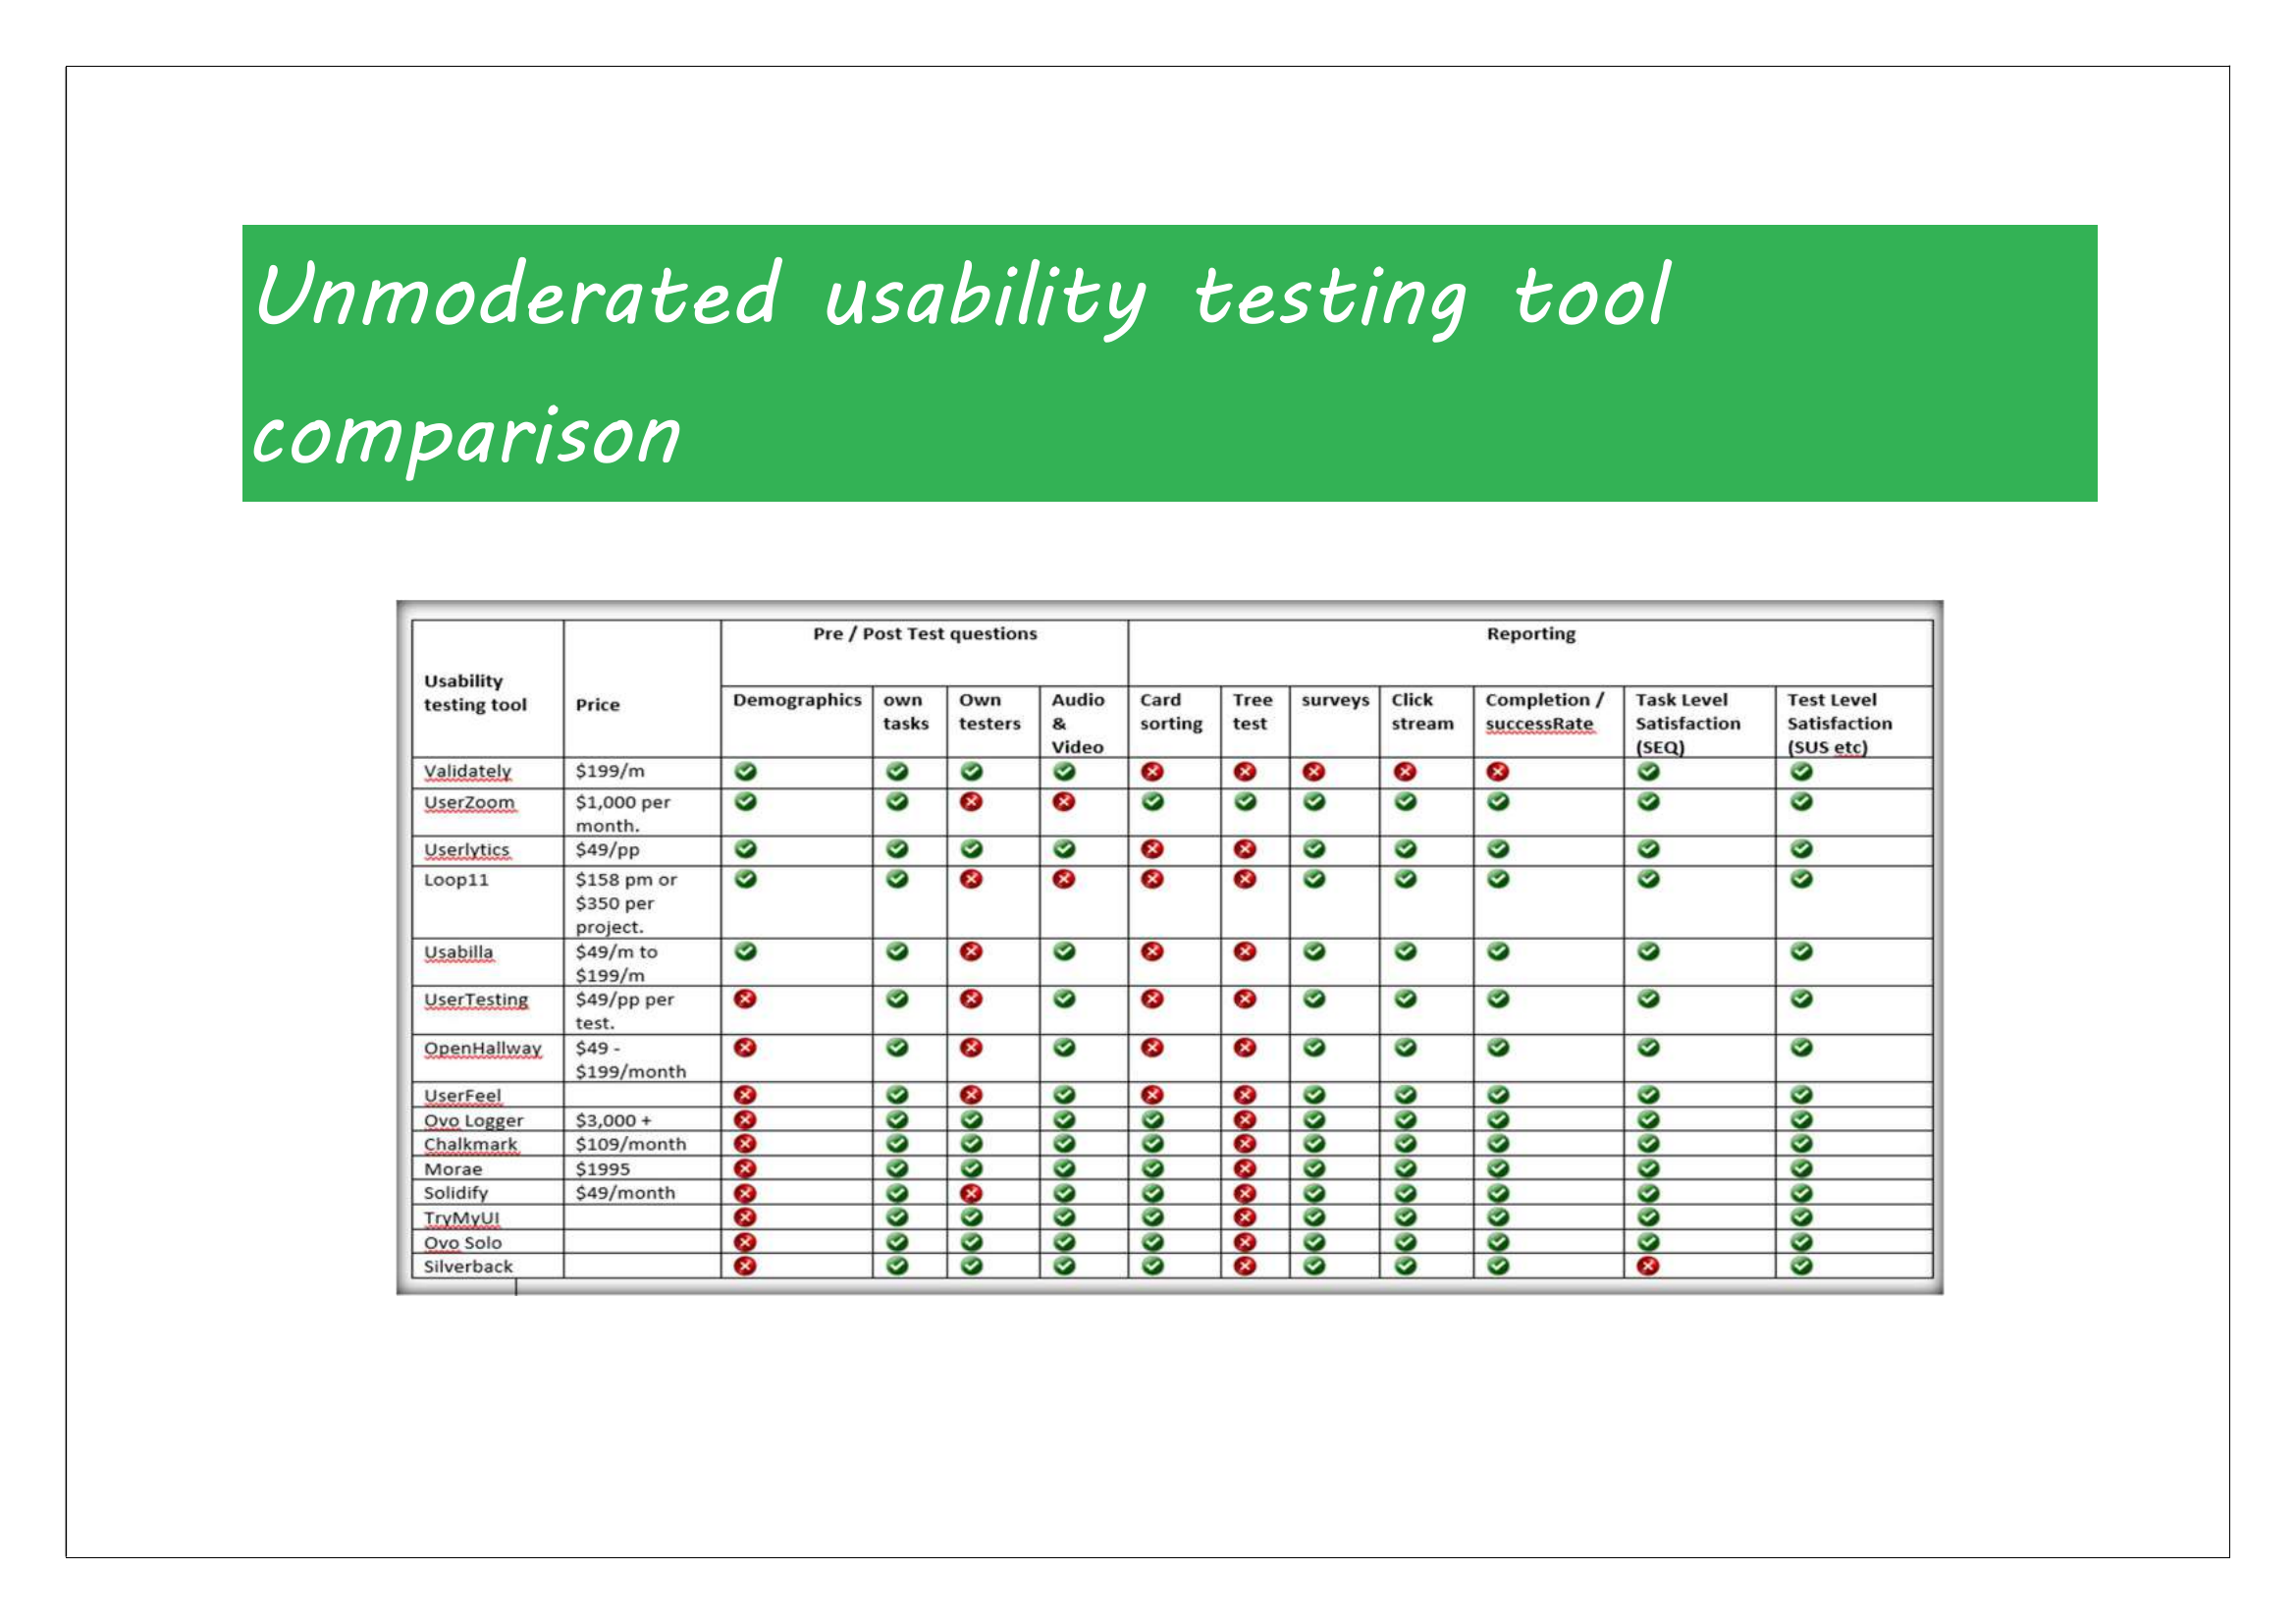 Unmoderated usability testing tool
comparison
Usability testing tool Price Pre / Post Test questions Reporting
Demographics own tasks Own testers Audio & Video Card sorting Tree test surveys Click stream Completion / successRate Task Level Satisfaction (SEQ) Test Level Satisfaction (SUS etc)
Validately $199/m
UserZoom $1,000 per
month.
Userlytics $49/pp
Loop11 $158 pm or
$350 per
project.
Usabilla $49/m to
$199/m
UserTesting $49/pp per
test.
OpenHallway $49 -
$199/month
UserFeel
Ovo Logger $3,000 +
Chalkmark $109/month
Morae $1995
Solidify $49/month
TryMyUI
Ovo Solo
Silverback